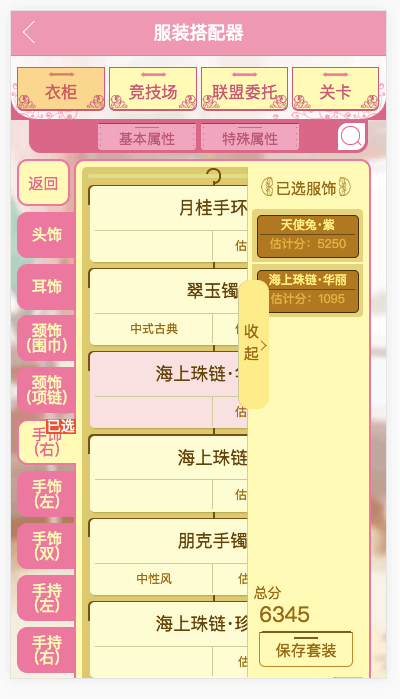 服装搭配器
衣柜
竞技场
联盟委托
关卡
基本属性
特殊属性
返回
头饰
耳饰
颈饰
(围巾)
颈饰
(项链)
已选
手饰
(右)
手饰
(左)
手饰
(双)
手持
(左)
手持
(右)
月桂手环
估
翠玉镯
中式古典
海上珠链·
估
海上珠链
估
朋克手镯
中性风
估
海上珠链·珍
估
收
起
已选服饰
天使兔·紫
估计分：5250
海上珠链·华丽
估计分：1095
总分
6345
保存套装